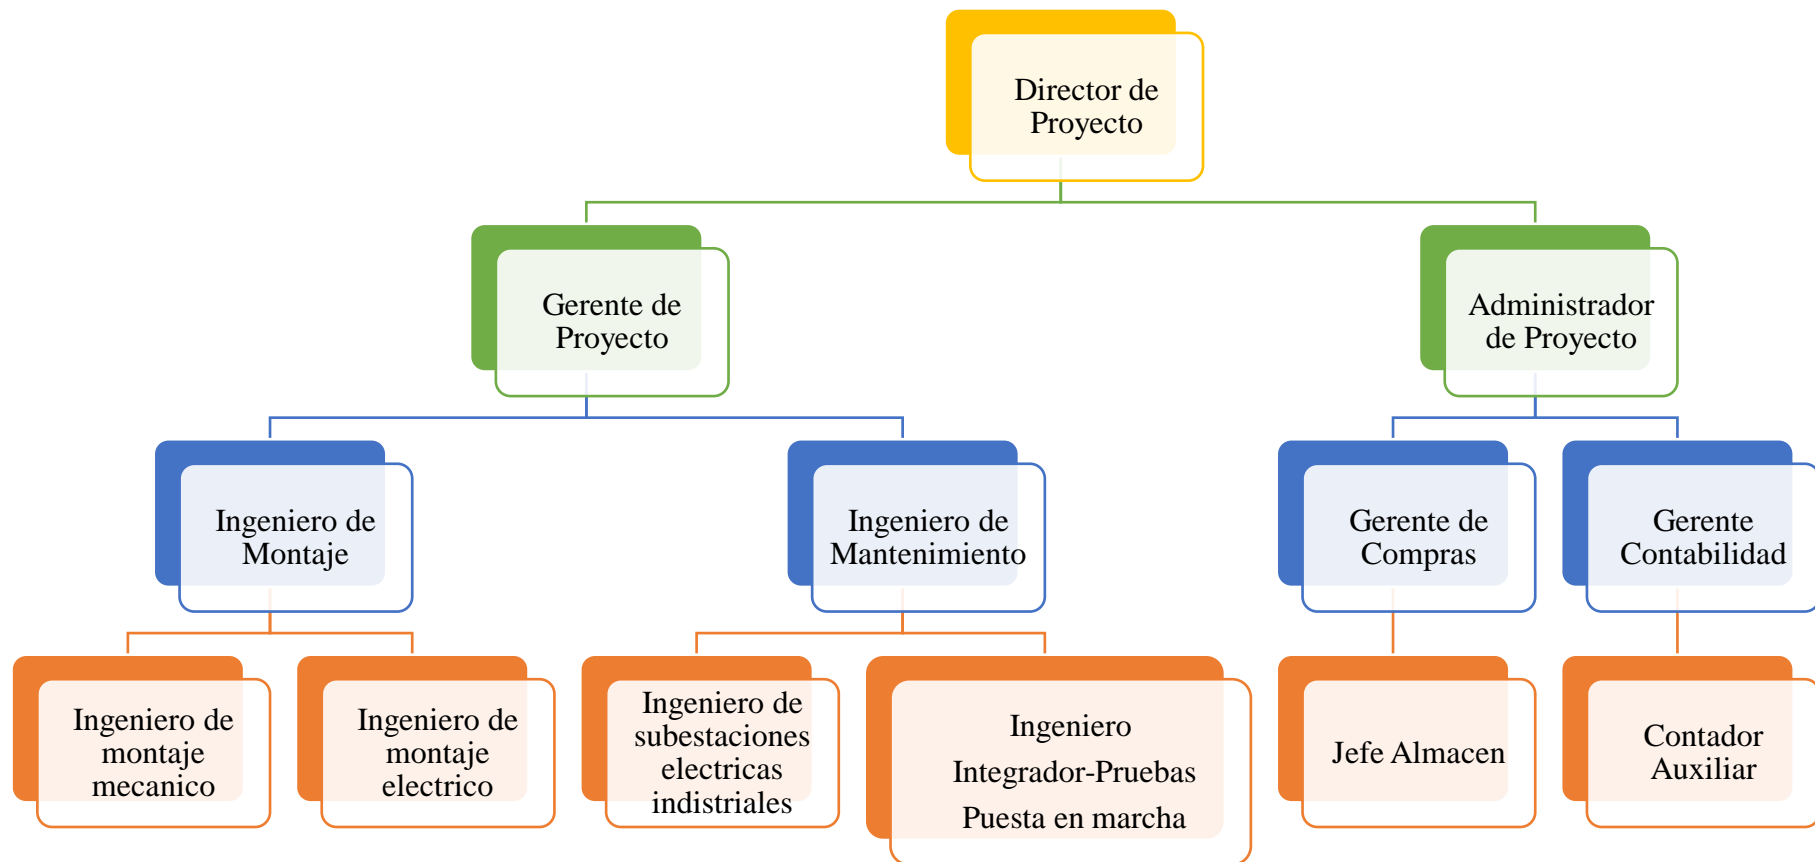 Director de
Proyecto
Gerente de
Proyecto
Administrador
de Proyecto
Ingeniero de
Montaje
Ingeniero de
Mantenimiento
Gerente de
Compras
Gerente
Contabilidad
Ingeniero de
montaje
mecanico
Ingeniero de
montaje
electrico
Ingeniero de
subestaciones
electricas
indistriales
Ingeniero
Integrador-Pruebas
Puesta en marcha
Jefe Almacen
Contador
Auxiliar